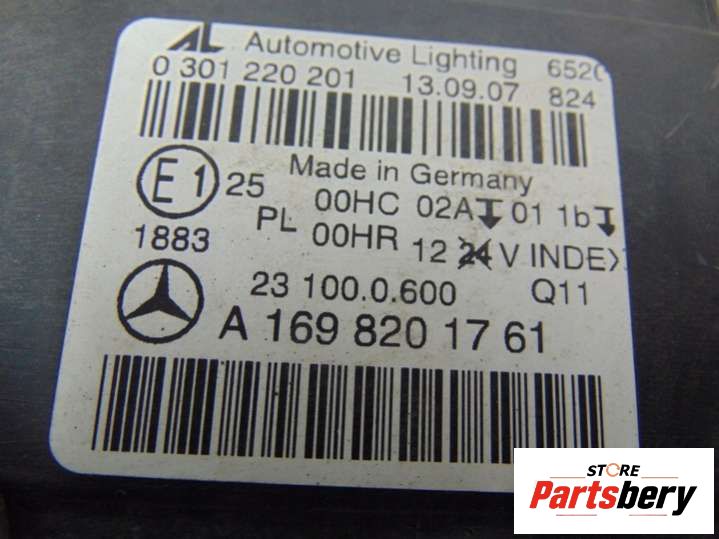 AL Automotive Lighting 652
0 301 220 201 13.09.07 824
Made in Germany
E1 25 00HC 02A 01 1b
PL 00HR 12 24 V INDEX
1883
23 100.0.600 Q11
A 169 820 17 61
STORE
Partsbery